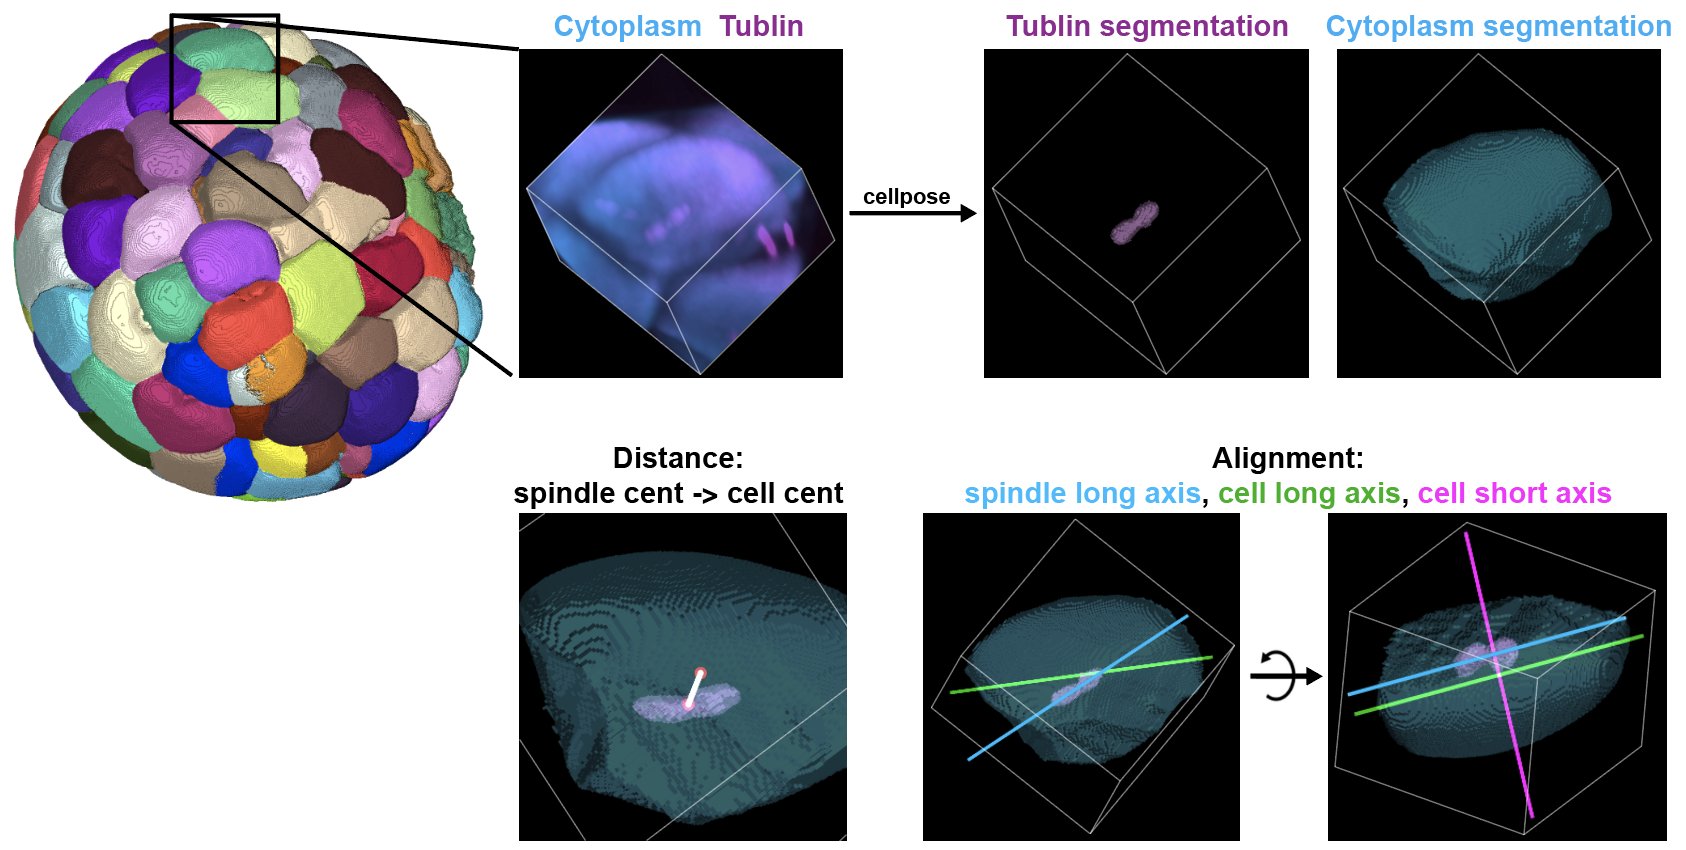 Cytoplasm Tublin
Tublin segmentation
Cytoplasm segmentation
cellpose
Distance:
spindle cent -> cell cent
Alignment:
spindle long axis, cell long axis, cell short axis